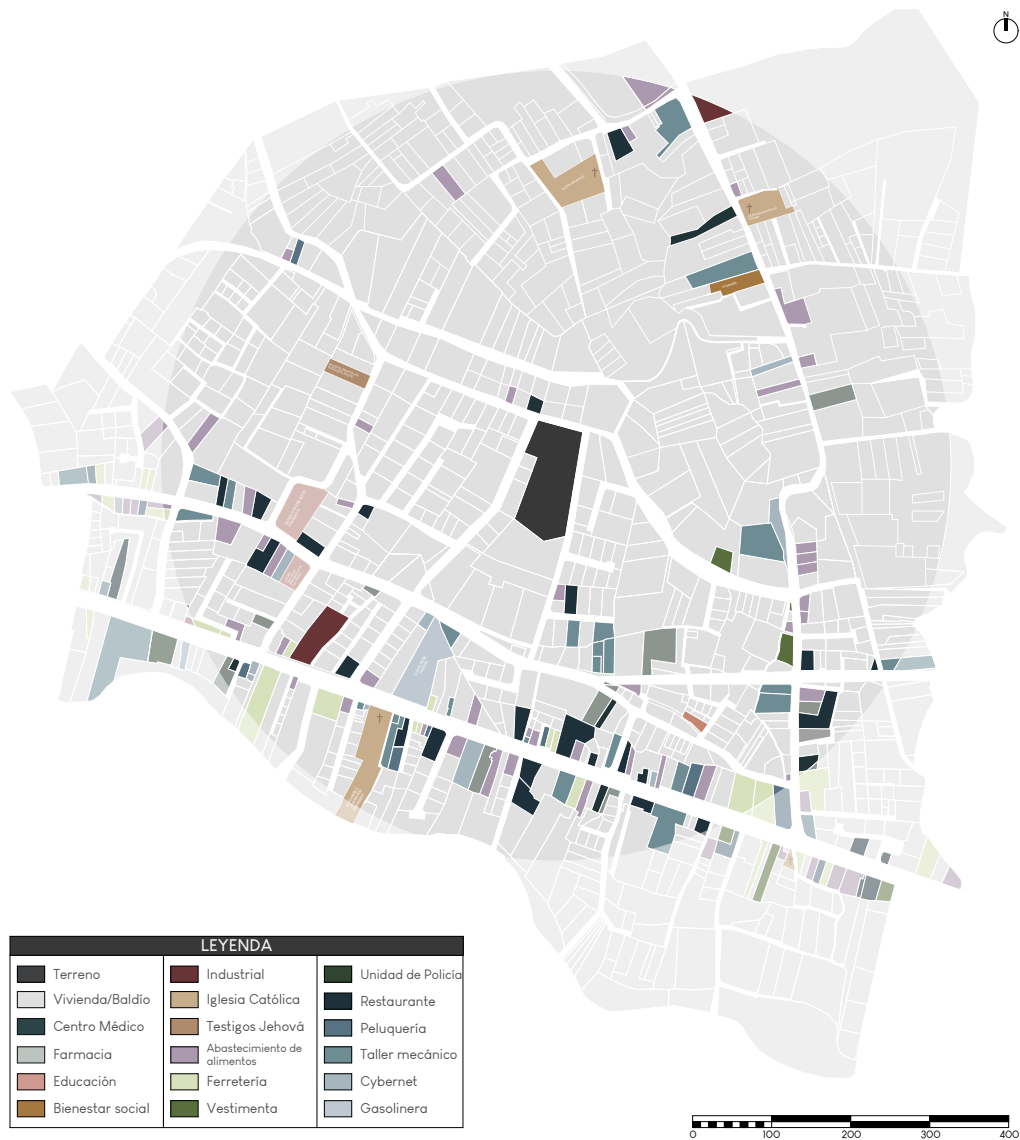 N
LEYENDA
Terreno
Vivienda/Baldío
Centro Médico
Farmacia
Educación
Bienestar social
Industrial
Iglesia Católica
Testigos Jehová
Abastecimiento de
alimentos
Ferretería
Vestimenta
Unidad de Policía
Restaurante
Peluquería
Taller mecánico
Cybernet
Gasolinera
0 100 200 300 400